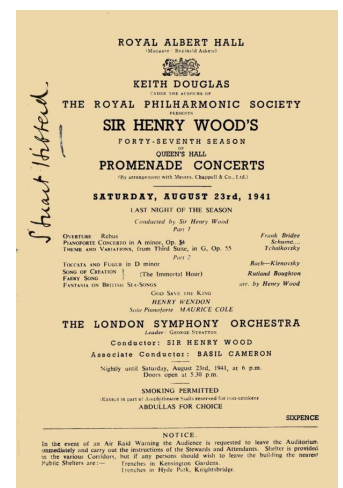 ROYAL ALBERT HALL
(Manager: Reginald Askew)
KEITH DOUGLAS
UNDER THE AUSPICES OF
THE ROYAL PHILHARMONIC SOCIETY
PRESENTS
SIR HENRY WOOD'S
FORTY-SEVENTH SEASON
OF
QUEEN'S HALL
PROMENADE CONCERTS
(By arrangement with Messrs. Chappell & Co., Ltd.)
SATURDAY, AUGUST 23rd, 1941
LAST NIGHT OF THE SEASON
Conducted by Sir Henry Wood
Part 1
OVERTURE Rebus Frank Bridge
PIANOFORTE CONCERTO in A minor, Op. 54 Schuma...
THEME AND VARIATIONS, from Third Suite, in G, Op. 55 Tchaikovsky
Part 2
TOCCATA AND FUGUE in D minor Bach—Klenovsky
SONG OF CREATION
FAERY SONG
(The Immortal Hour) Rutland Boughton
FANTASIA ON BRITISH SEA-SONGS arr. by Henry Wood
GOD SAVE THE KING
HENRY WENDON
Solo Pianoforte MAURICE COLE
THE LONDON SYMPHONY ORCHESTRA
Leader: GEORGE STRATTON
Conductor: SIR HENRY WOOD
Associate Conductor: BASIL CAMERON
Nightly until Saturday, August 23rd, 1941, at 6 p.m.
Doors open at 5.30 p.m.
SMOKING PERMITTED
(Except in part of Amphitheatre Stalls reserved for non-smokers)
ABDULLAS FOR CHOICE
SIXPENCE
NOTICE.
In the event of an Air Raid Warning the Audience is requested to leave the Auditorium
immediately and carry out the instructions of the Stewards and Attendants. Shelter is provided
in the various Corridors, but if any persons should wish to leave the building the nearest
Public Shelters are:— Trenches in Kensington Gardens.
Trenches in Hyde Park, Knightsbridge.
Stuart Hibberd.